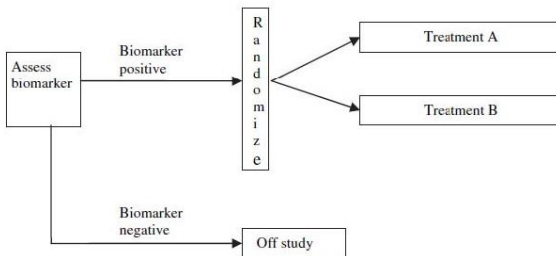 Assess
biomarker
Biomarker
positive
R
a
n
d
o
m
i
z
e
Treatment A
Treatment B
Biomarker
negative
Off study